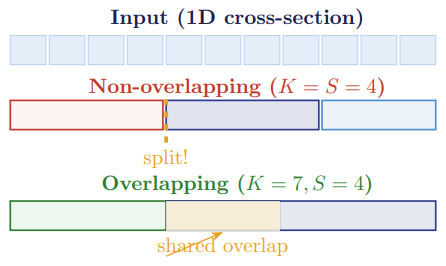 Input (1D cross-section)
Non-overlapping (K = S = 4)
split!
Overlapping (K = 7, S = 4)
shared overlap